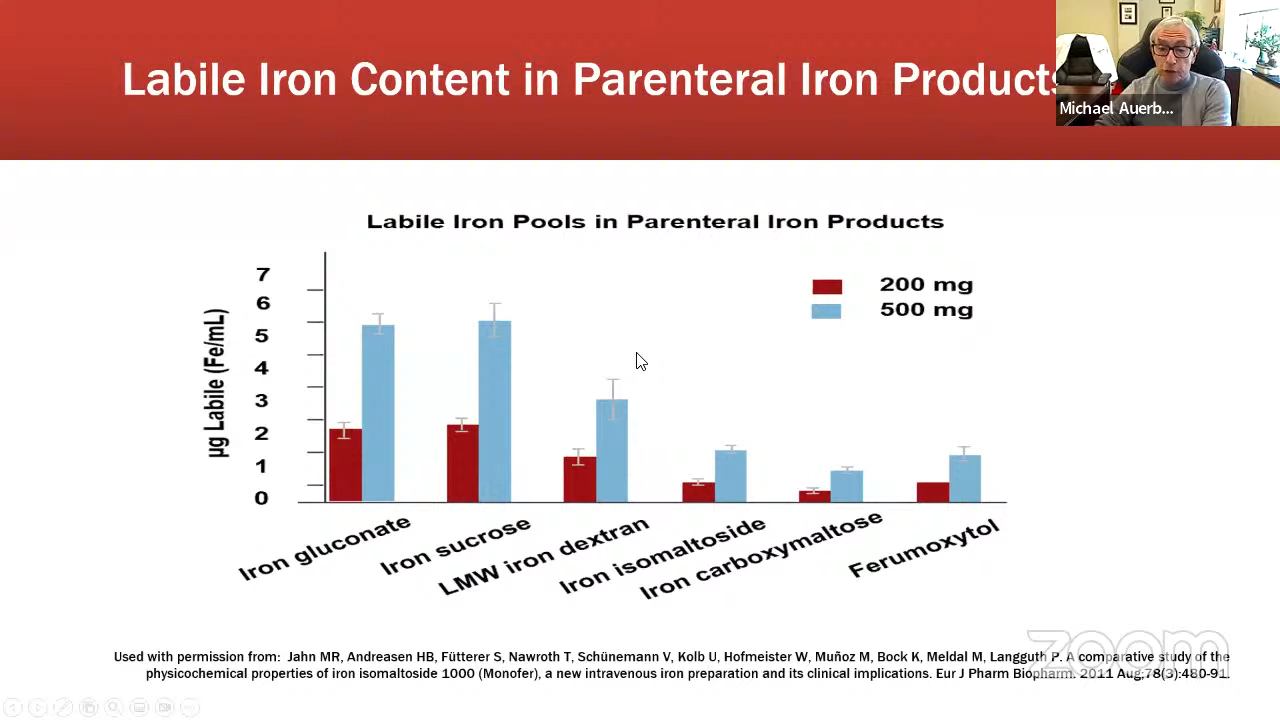 Labile Iron Content in Parenteral Iron Products
Michael Auerb...
Labile Iron Pools in Parenteral Iron Products
7
6
5
4
3
2
1
0
µg Labile (Fe/mL)
200 mg
500 mg
Iron gluconate
Iron sucrose
LMW iron dextran
Iron isomaltoside
Iron carboxymaltose
Ferumoxytol
zoom
Used with permission from: Jahn MR, Andreasen HB, Fütterer S, Nawroth T, Schünemann V, Kolb U, Hofmeister W, Muñoz M, Bock K, Meldal M, Langguth P. A comparative study of the
physicochemical properties of iron isomaltoside 1000 (Monofer), a new intravenous iron preparation and its clinical implications. Eur J Pharm Biopharm. 2011 Aug;78(3):480-91.